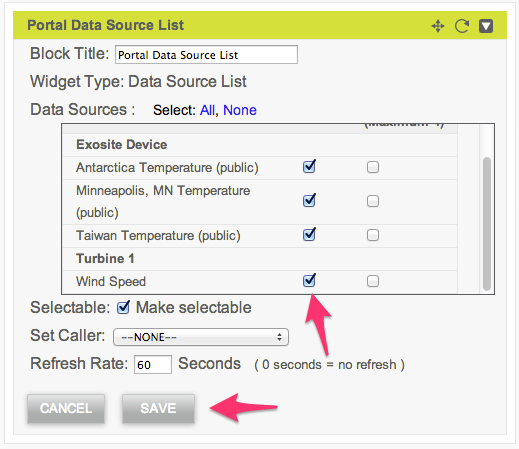 Portal Data Source List
Block Title: Portal Data Source List
Widget Type: Data Source List
Data Sources : Select: All, None
Exosite Device
Antarctica Temperature (public)
Minneapolis, MN Temperature
(public)
Taiwan Temperature (public)
Turbine 1
Wind Speed
Selectable: Make selectable
Set Caller: --NONE--
Refresh Rate: 60 Seconds ( 0 seconds = no refresh )
CANCEL SAVE